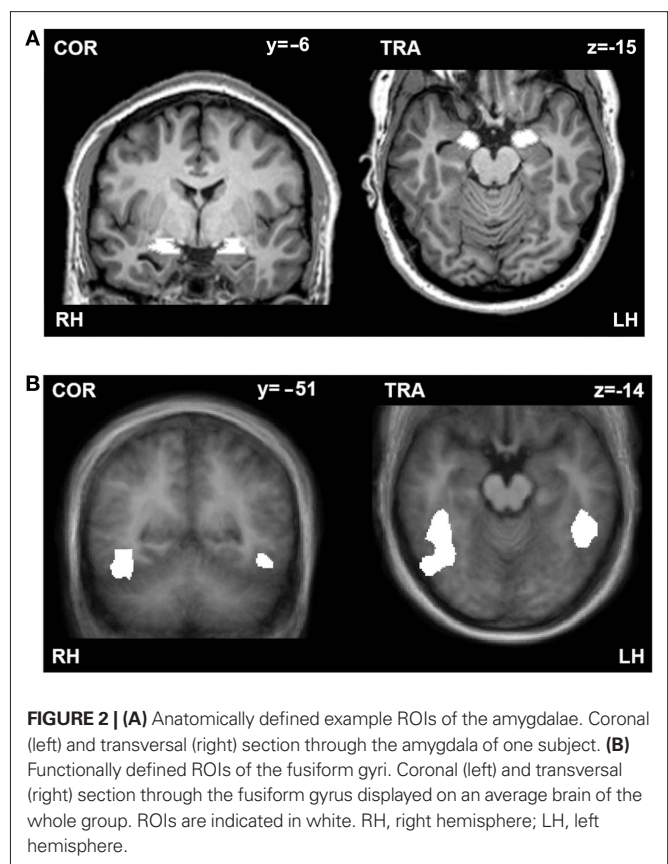 A
COR y=−6 TRA z=-15
RH LH
B
COR y= −51 TRA z=-14
RH LH
FIGURE 2 | (A) Anatomically defined example ROIs of the amygdalae. Coronal
(left) and transversal (right) section through the amygdala of one subject. (B)
Functionally defined ROIs of the fusiform gyri. Coronal (left) and transversal
(right) section through the fusiform gyrus displayed on an average brain of the
whole group. ROIs are indicated in white. RH, right hemisphere; LH, left
hemisphere.